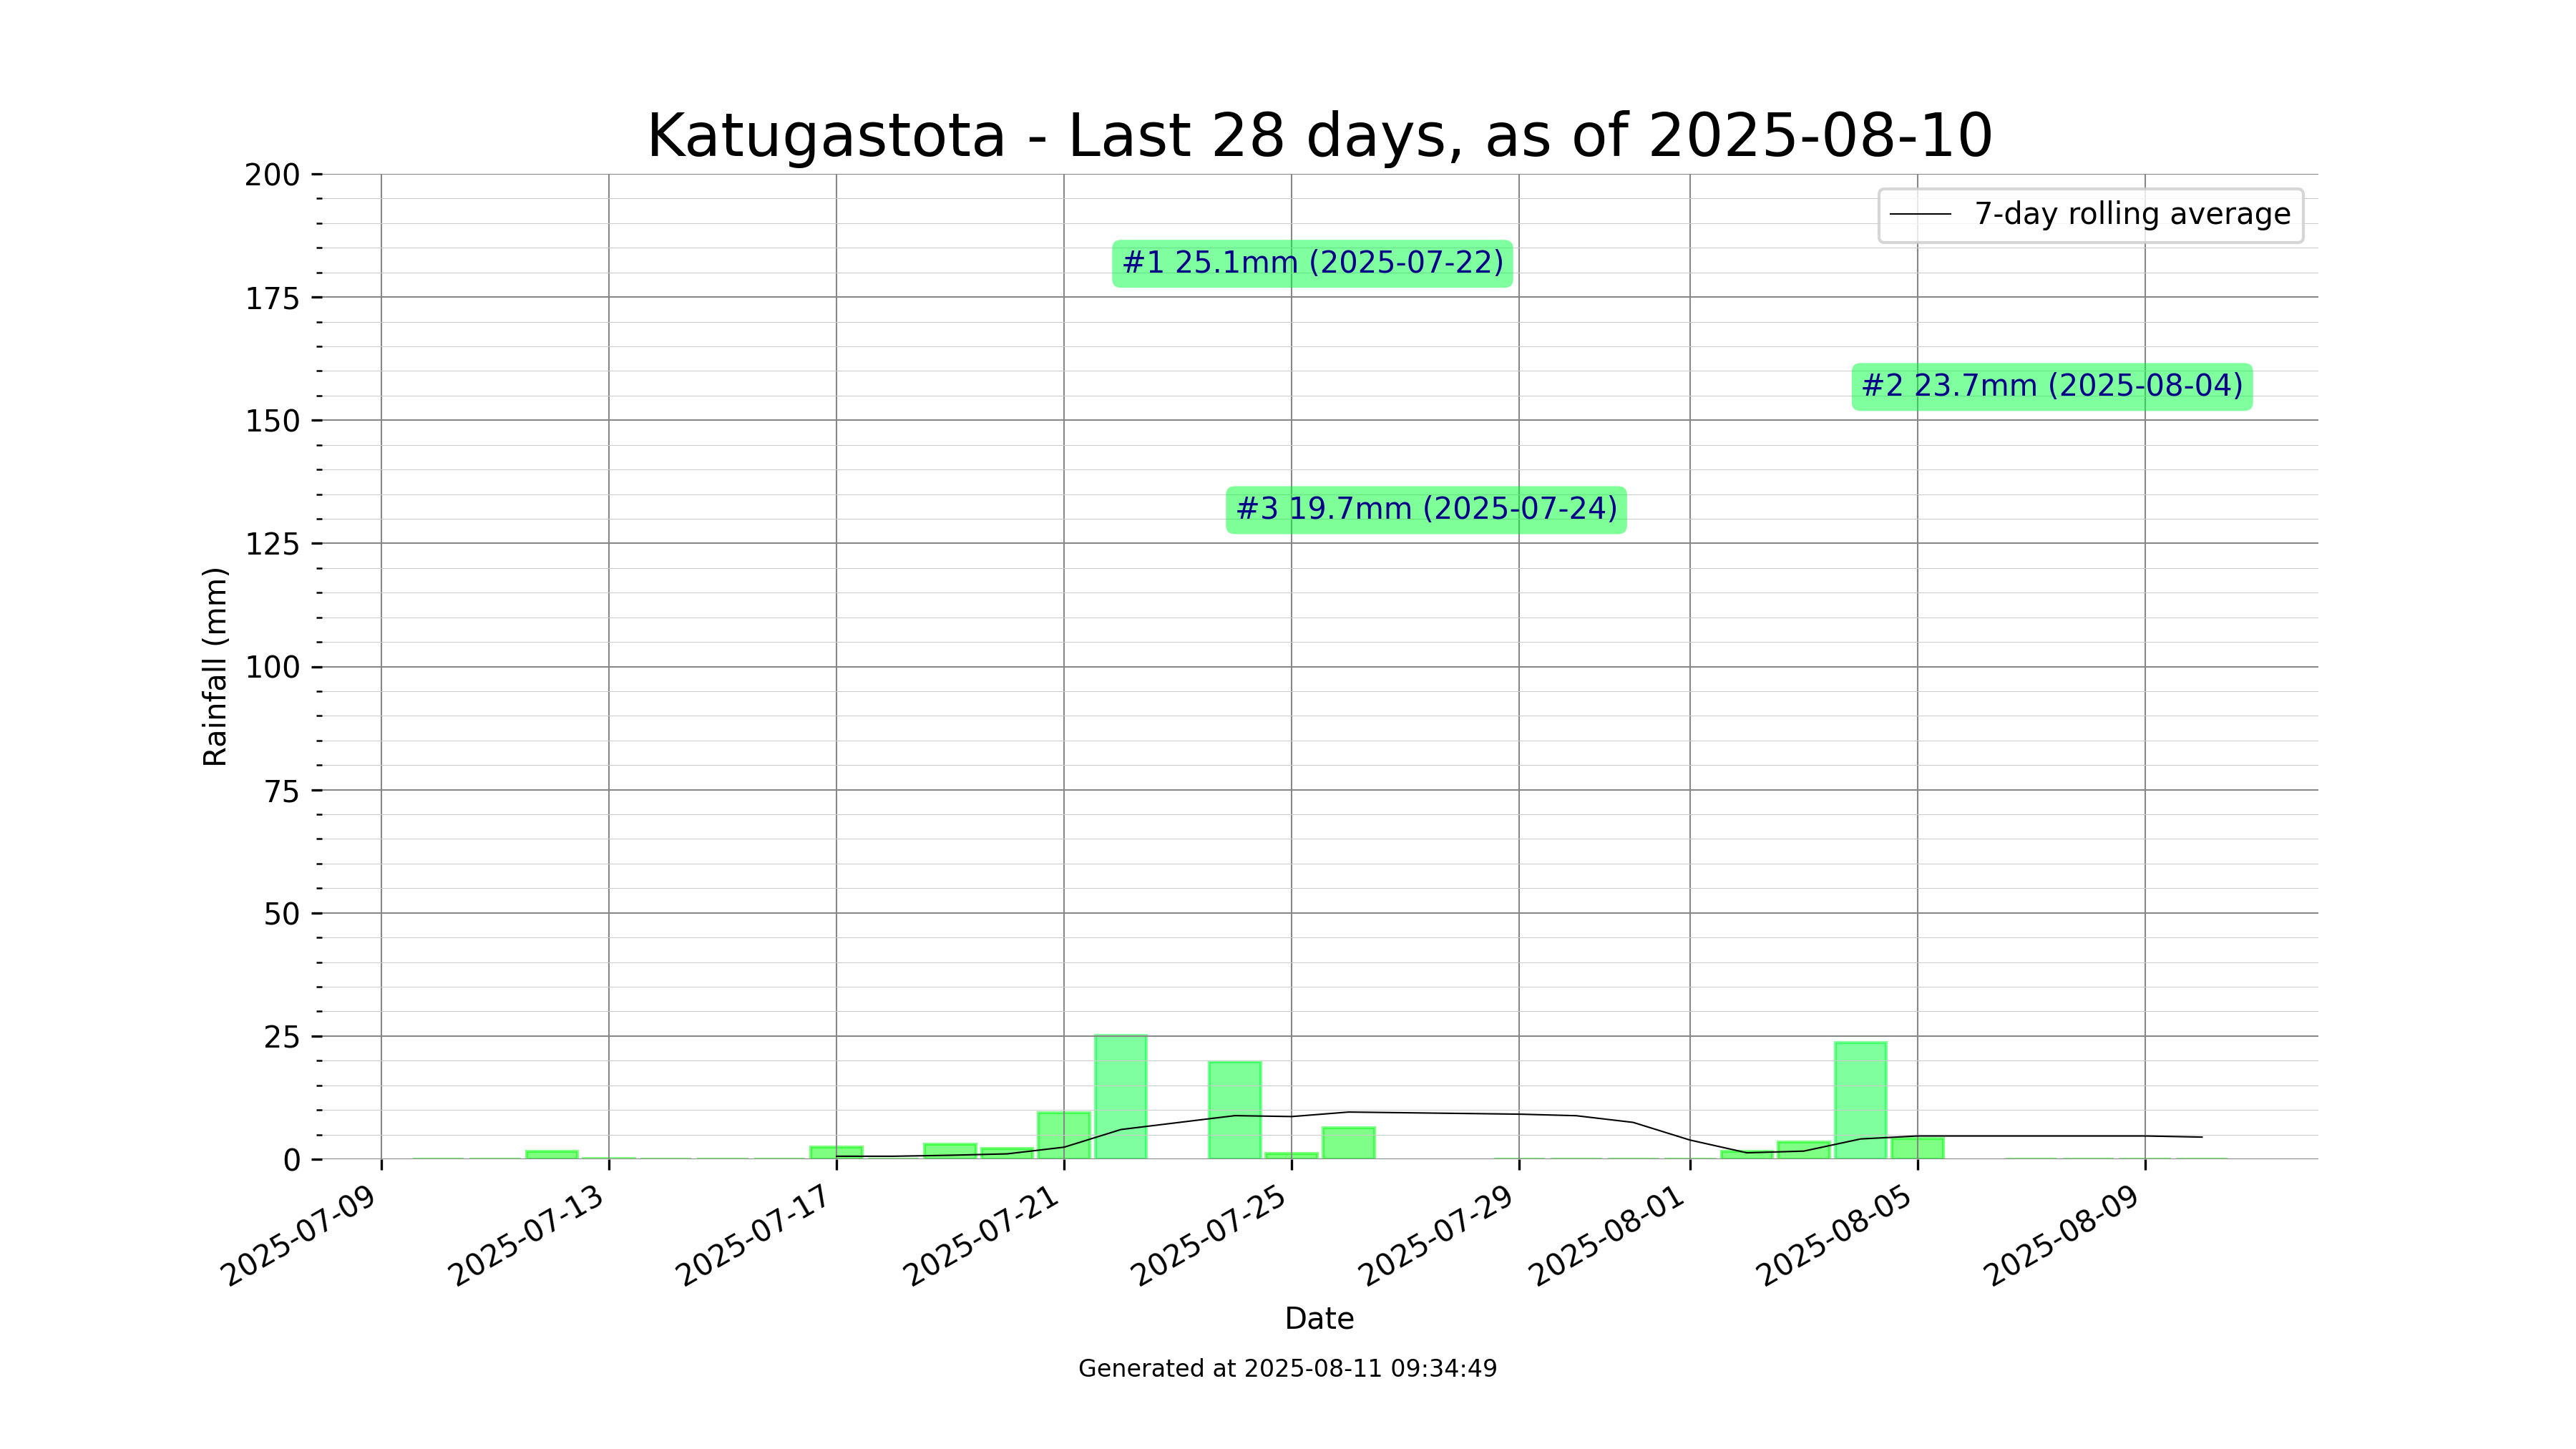 Katugastota - Last 28 days, as of 2025-08-10
7-day rolling average
#1 25.1mm (2025-07-22)
#2 23.7mm (2025-08-04)
#3 19.7mm (2025-07-24)
Rainfall (mm)
200
175
150
125
100
75
50
25
0
2025-07-09
2025-07-13
2025-07-17
2025-07-21
2025-07-25
2025-07-29
2025-08-01
2025-08-05
2025-08-09
Date
Generated at 2025-08-11 09:34:49